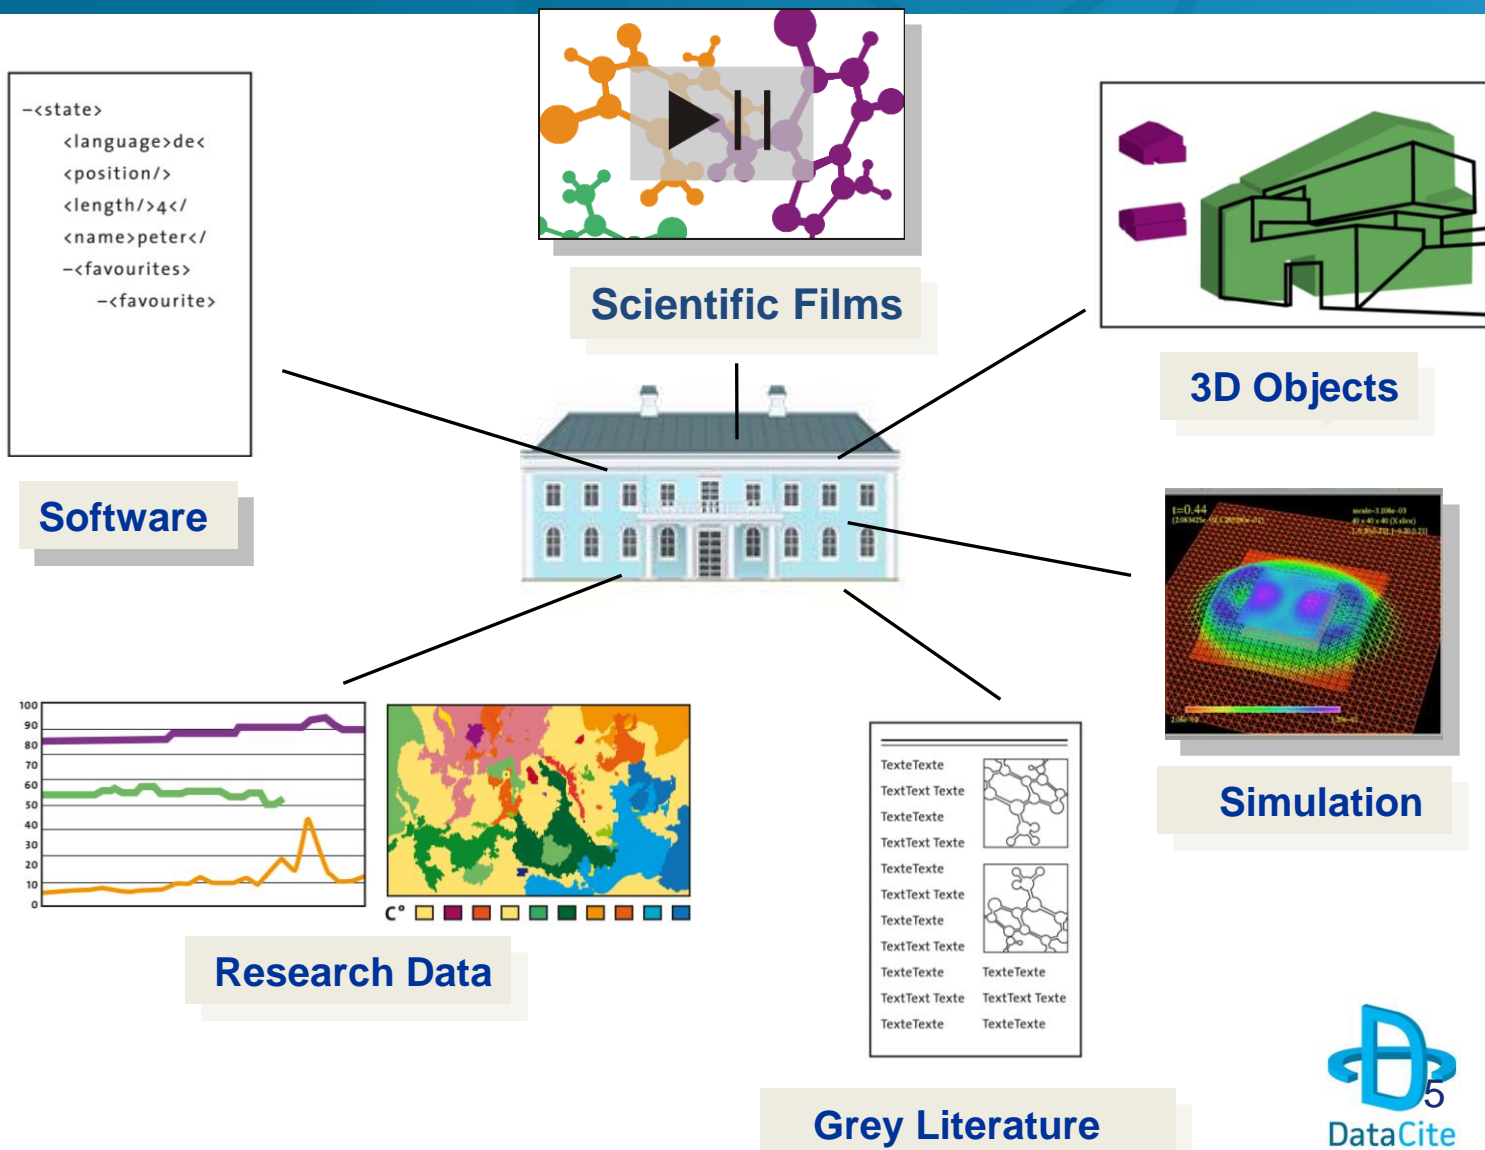 –<state>
<language>de<
<position/>
<length/>4</
<name>peter</
–<favourites>
–<favourite>
Software
Scientific Films
3D Objects
t=0.44
Simulation
100
90
80
70
60
50
40
30
20
10
0
C°
Research Data
TexteTexte
TextText Texte
TexteTexte
TextText Texte
TexteTexte
TextText Texte
TexteTexte
TextText Texte
TexteTexte TexteTexte
TextText Texte TextText Texte
TexteTexte TexteTexte
Grey Literature
5
DataCite